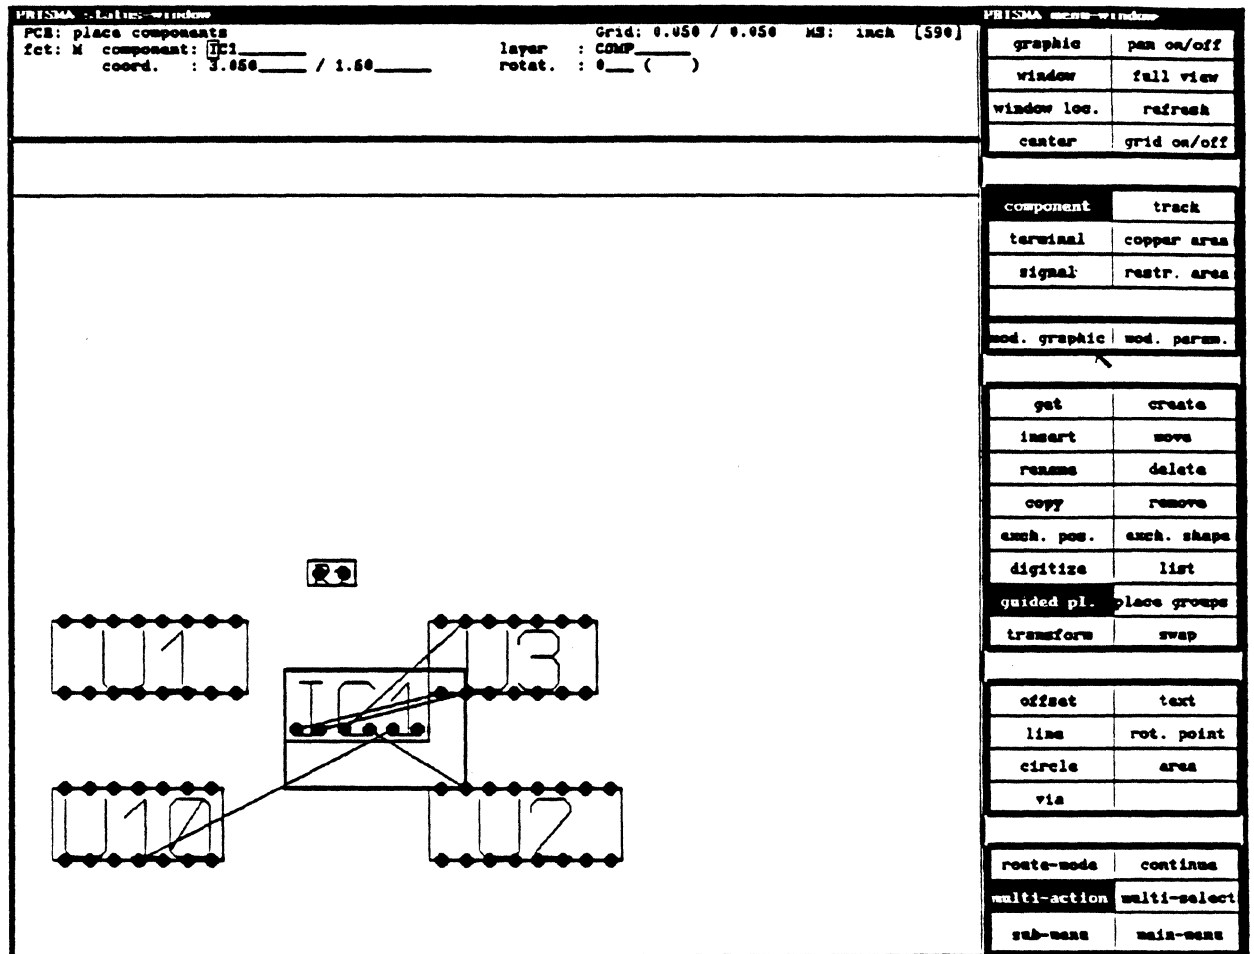 PRISMA status-window
PCB: place components Grid: 0.050 / 0.050 MS: inch [590]
fct: M component: IC1 layer : COMP
coord. : 3.050 / 1.60 rotat. : 0 ( )
PRISMA menu-window
graphic pan on/off
window full view
window loc. refresh
center grid on/off
component track
terminal copper area
signal restr. area
mod. graphic mod. param.
get create
insert move
rename delete
copy remove
exch. pos. exch. shape
digitize list
guided pl. place groups
transform swap
offset text
line rot. point
circle area
via
route-mode continue
multi-action multi-select
sub-menu main-menu
R1
U1 U3
IC1
U10 U2